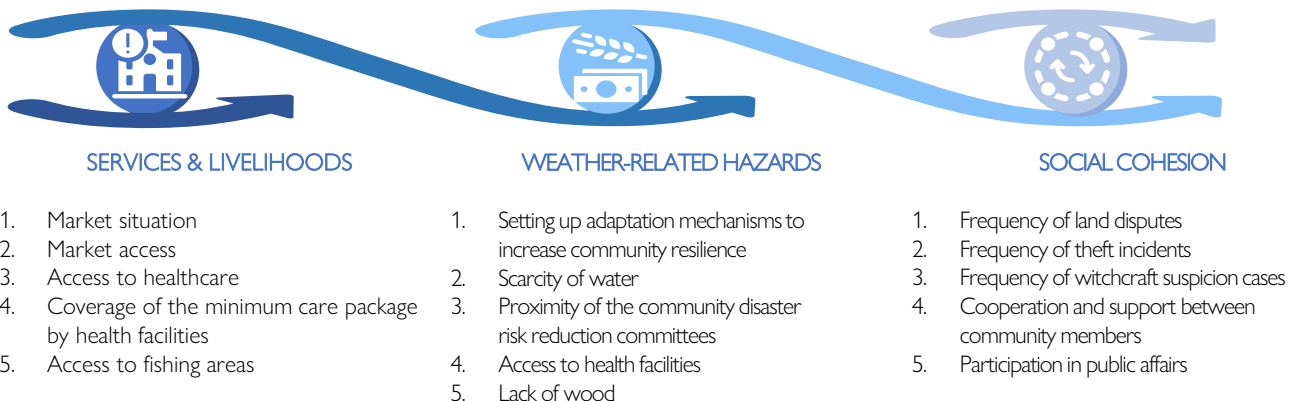 SERVICES & LIVELIHOODS
1. Market situation
2. Market access
3. Access to healthcare
4. Coverage of the minimum care package
by health facilities
5. Access to fishing areas
WEATHER-RELATED HAZARDS
1. Setting up adaptation mechanisms to
increase community resilience
2. Scarcity of water
3. Proximity of the community disaster
risk reduction committees
4. Access to health facilities
5. Lack of wood
SOCIAL COHESION
1. Frequency of land disputes
2. Frequency of theft incidents
3. Frequency of witchcraft suspicion cases
4. Cooperation and support between
community members
5. Participation in public affairs